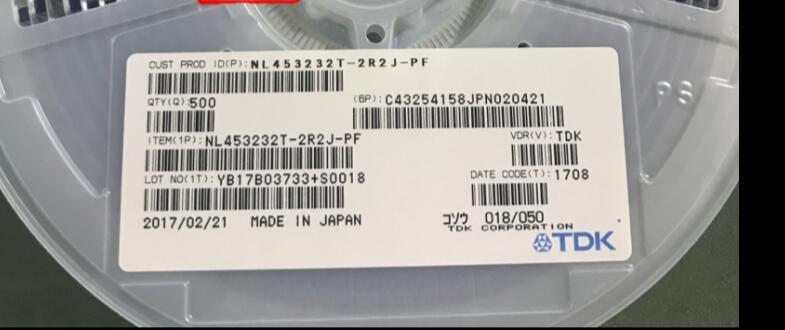 CUST PROD ID(P): NL453232T-2R2J-PF
QTY(Q): 500
(6P): C43254158JPN020421
ITEM(1P): NL453232T-2R2J-PF
VDR(V): TDK
LOT NO(1T): YB17B03733+S0018
DATE CODE(T): 1708
2017/02/21 MADE IN JAPAN
コソウ 018/050
TDK CORPORATION
TDK
PS